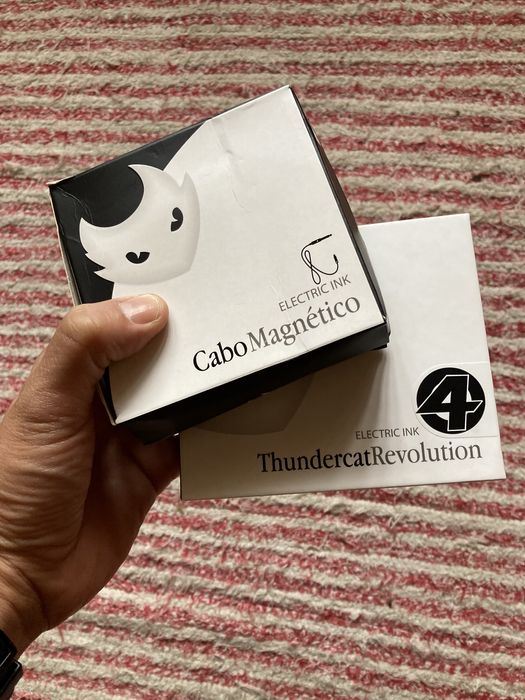 ELECTRIC INK
CaboMagnético
4
ELECTRIC INK
ThundercatRevolution